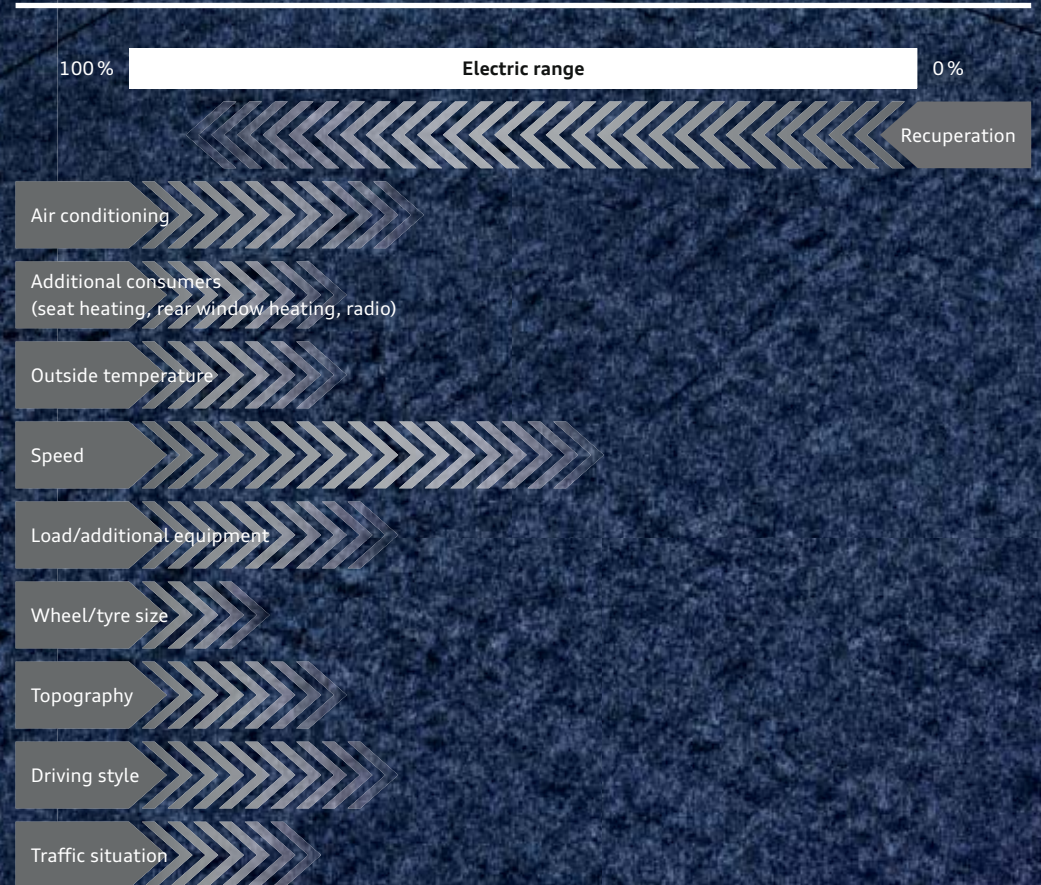 100 % Electric range 0 %
Recuperation
Air conditioning
Additional consumers
(seat heating, rear window heating, radio)
Outside temperature
Speed
Load/additional equipment
Wheel/tyre size
Topography
Driving style
Traffic situation